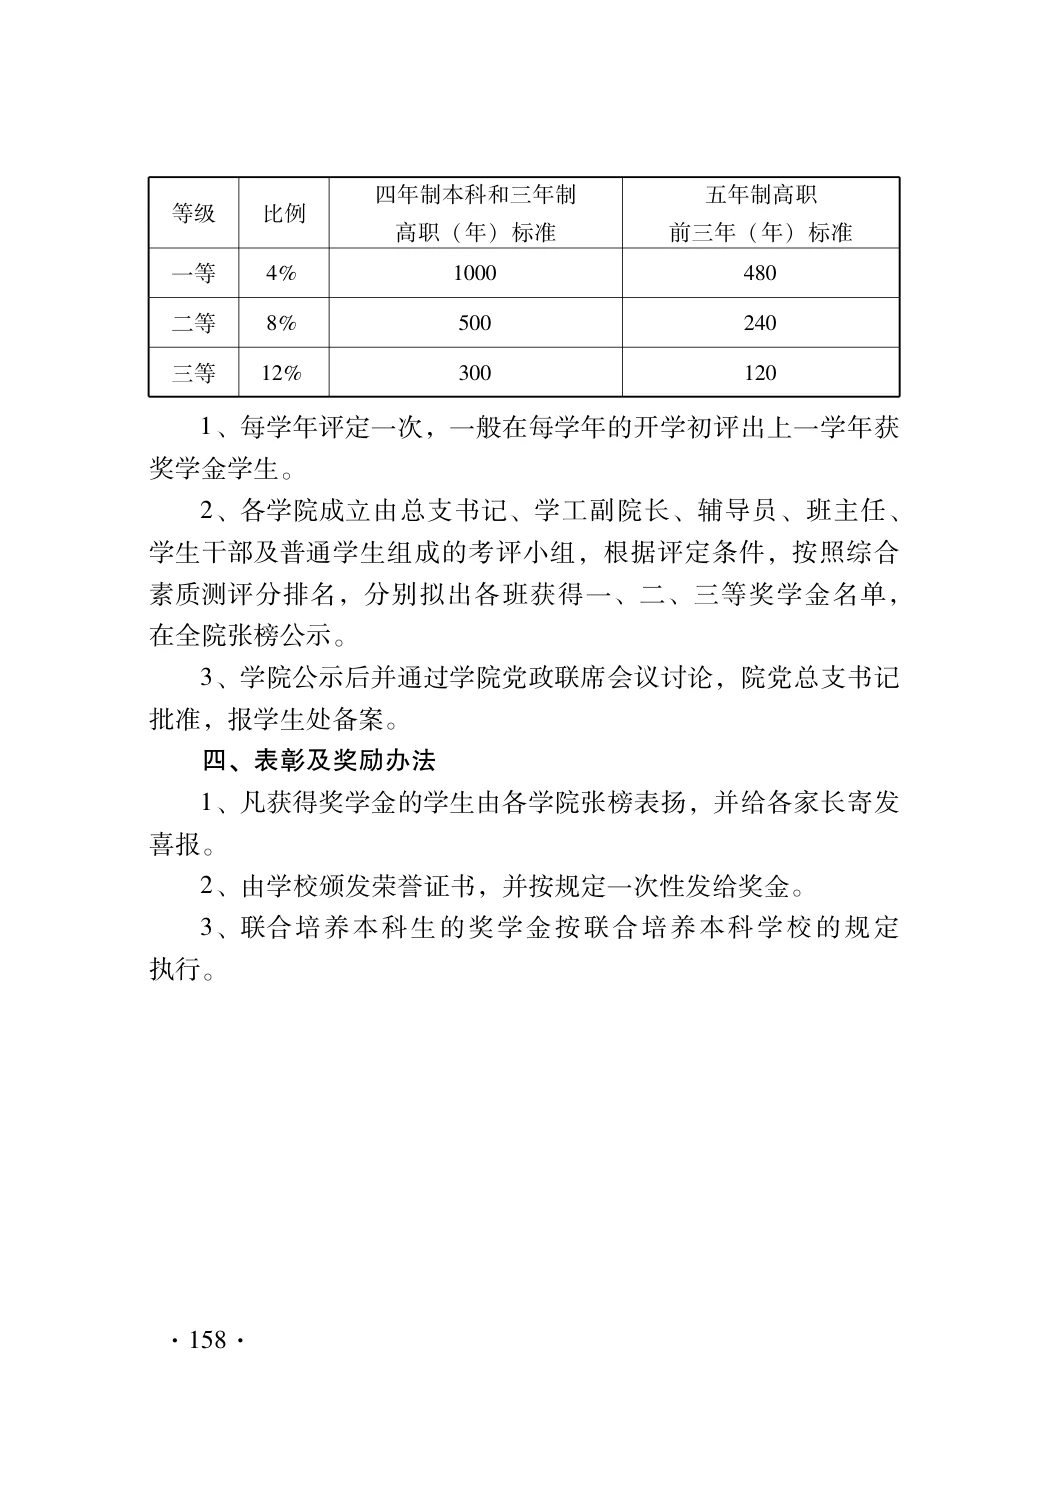 等级 比例 四年制本科和三年制高职（年）标准 五年制高职前三年（年）标准
一等 4% 1000 480
二等 8% 500 240
三等 12% 300 120
1、每学年评定一次，一般在每学年的开学初评出上一学年获
奖学金学生。
2、各学院成立由总支书记、学工副院长、辅导员、班主任、
学生干部及普通学生组成的考评小组，根据评定条件，按照综合
素质测评分排名，分别拟出各班获得一、二、三等奖学金名单，
在全院张榜公示。
3、学院公示后并通过学院党政联席会议讨论，院党总支书记
批准，报学生处备案。
四、表彰及奖励办法
1、凡获得奖学金的学生由各学院张榜表扬，并给各家长寄发
喜报。
2、由学校颁发荣誉证书，并按规定一次性发给奖金。
3、联合培养本科生的奖学金按联合培养本科学校的规定
执行。
·158·